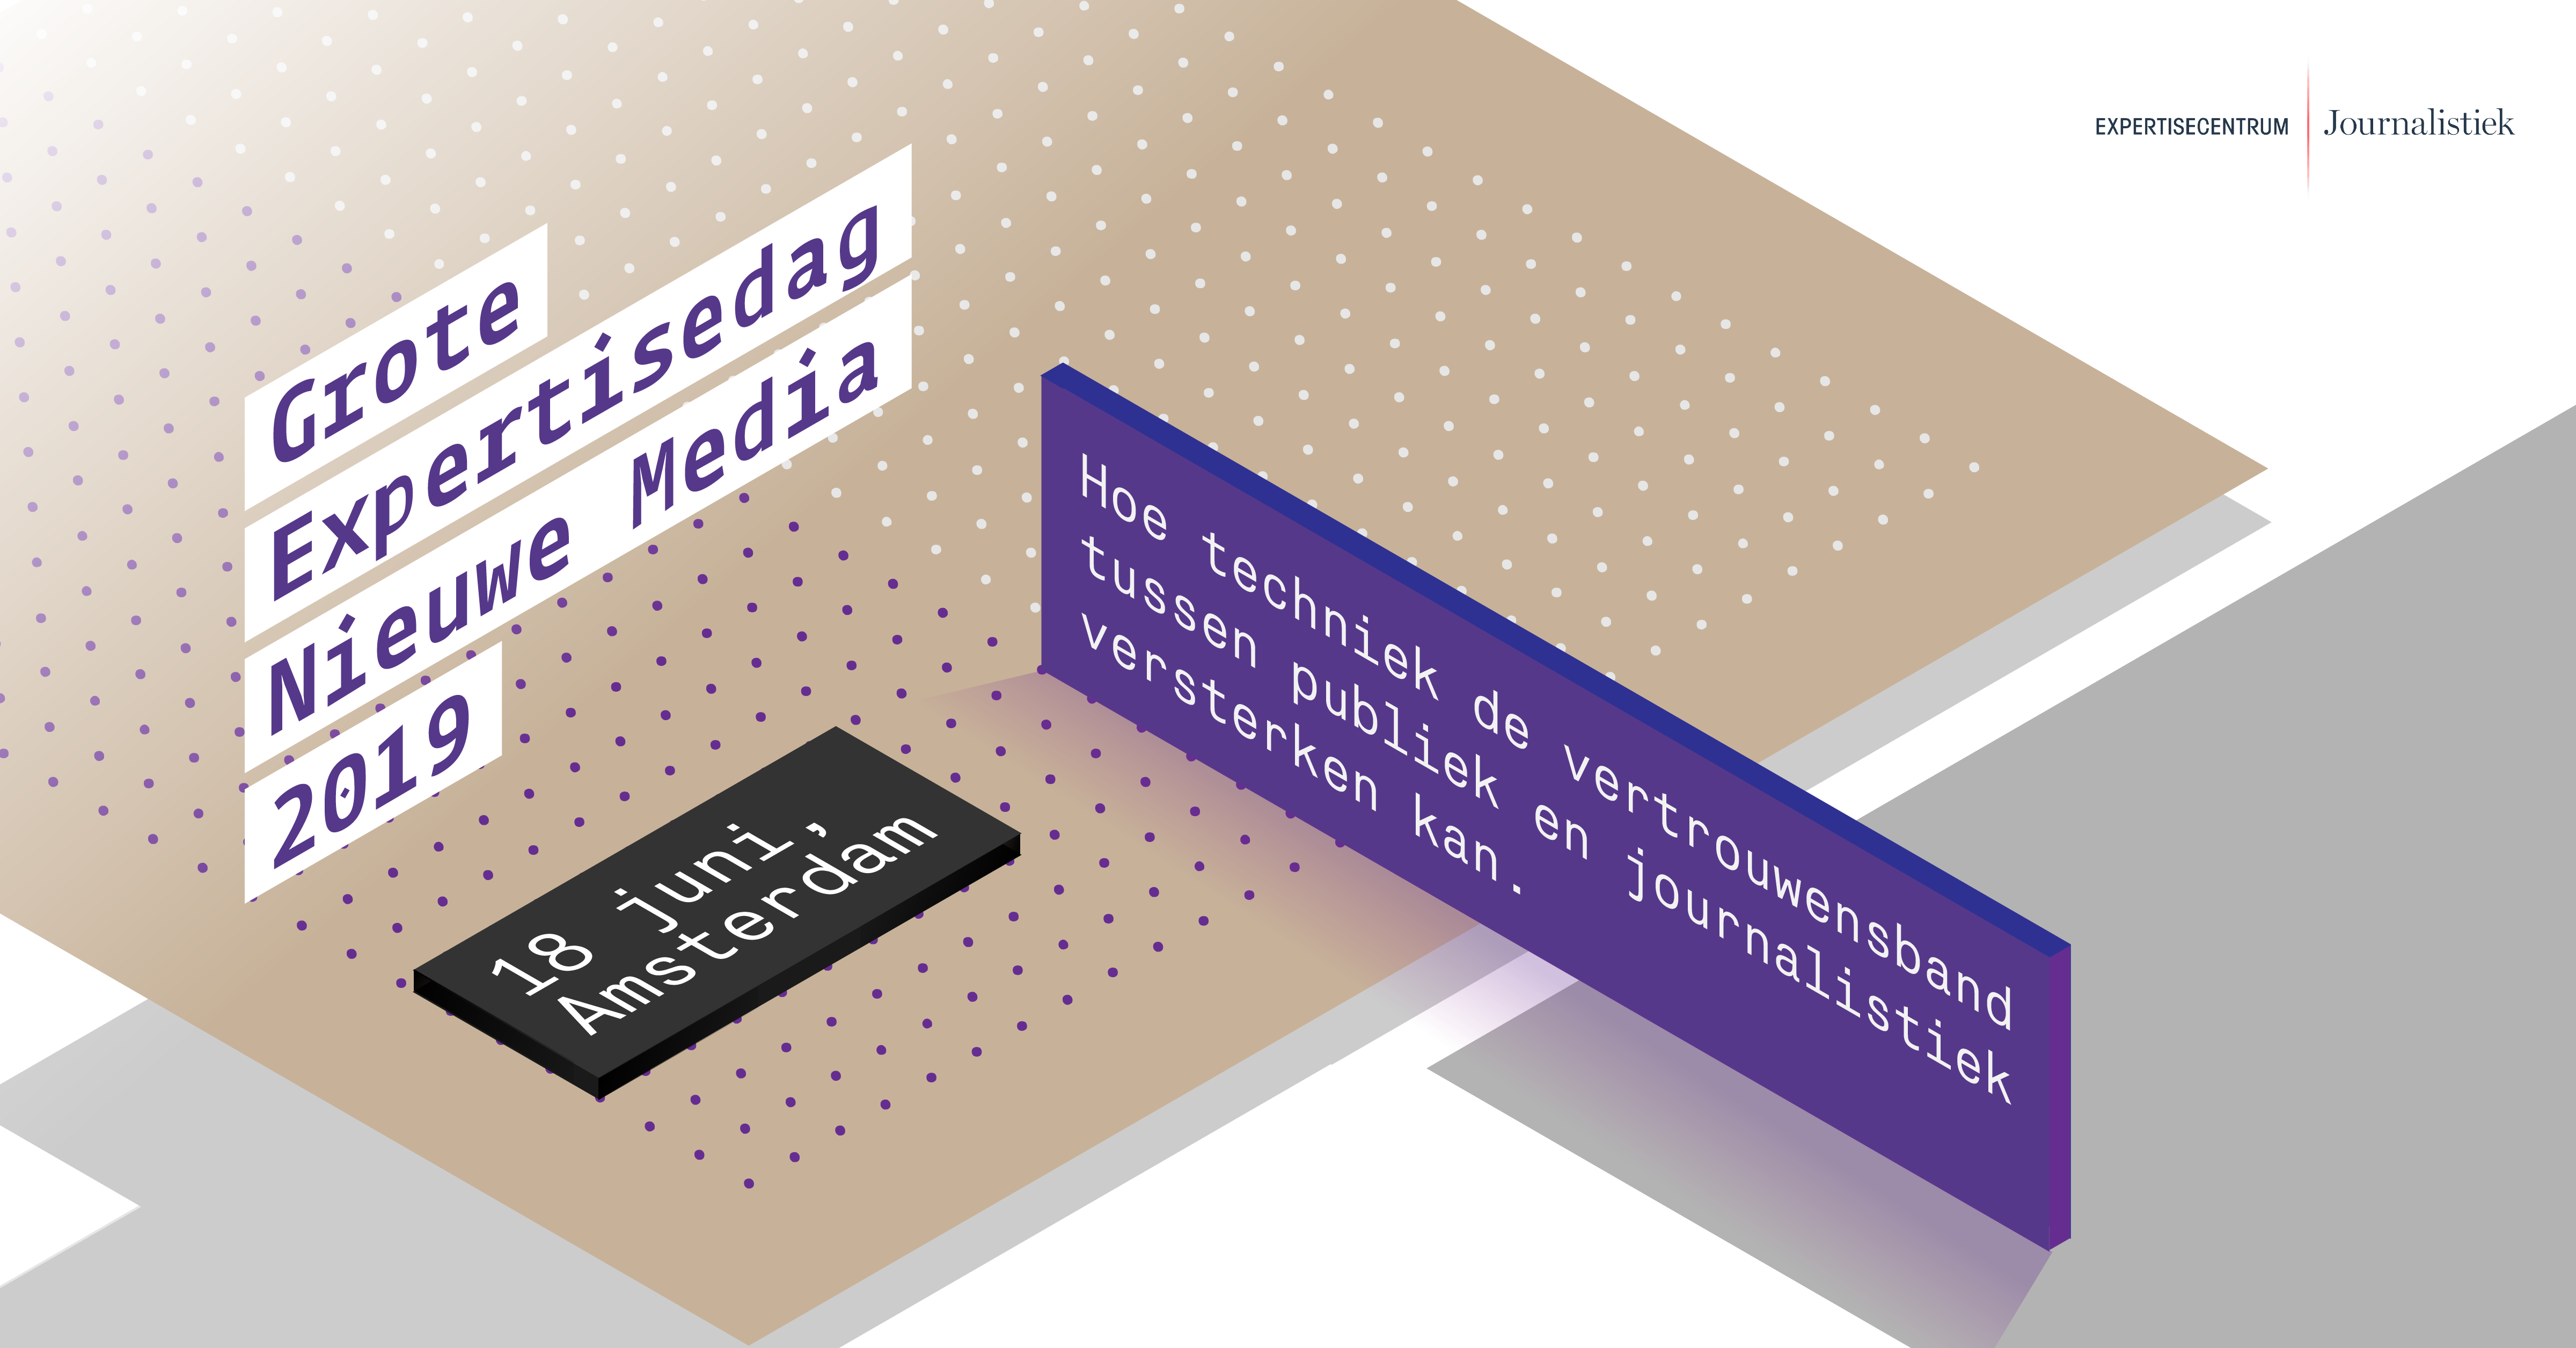 EXPERTISECENTRUM Journalistiek
Grote
Expertisedag
Nieuwe Media
2019
Hoe techniek de vertrouwensband
tussen publiek en journalistiek
versterken kan.
18 juni,
Amsterdam